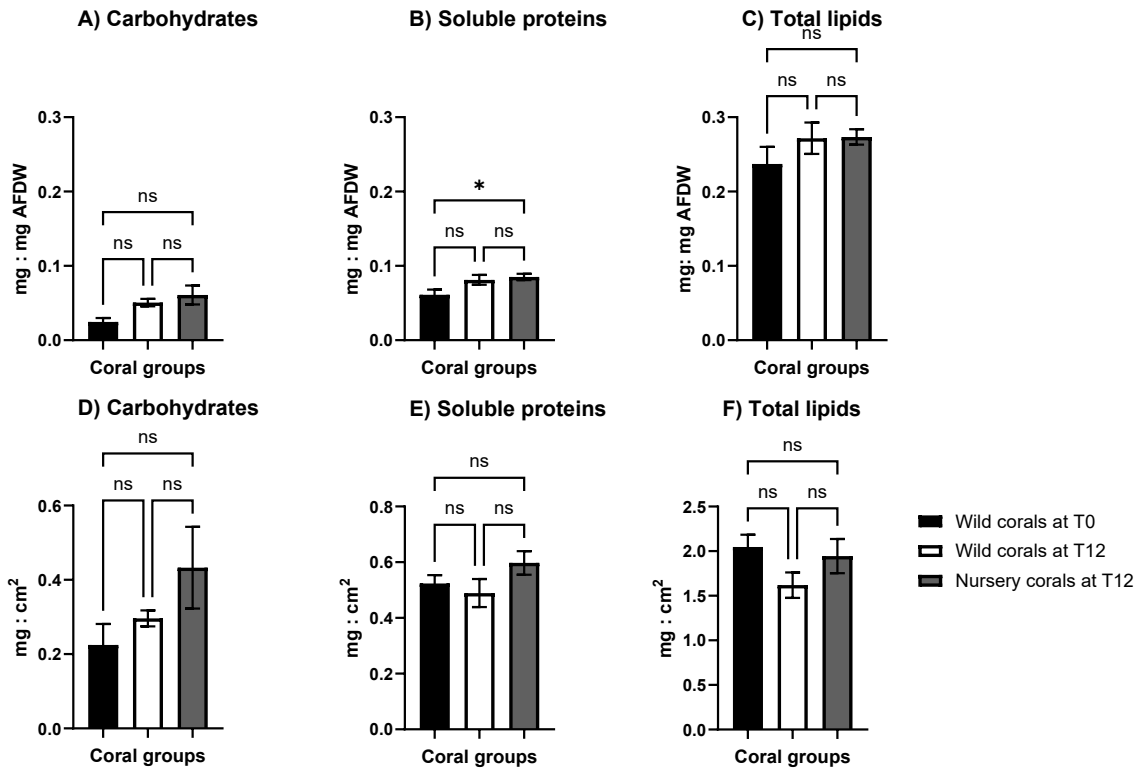 A) Carbohydrates
B) Soluble proteins
C) Total lipids
mg : mg AFDW
0.3
0.2
0.1
0.0
ns
ns
ns
Coral groups
mg : mg AFDW
0.3
0.2
0.1
0.0
*
ns
ns
Coral groups
mg: mg AFDW
0.3
0.2
0.1
0.0
ns
ns
ns
Coral groups
D) Carbohydrates
E) Soluble proteins
F) Total lipids
mg : cm²
0.6
0.4
0.2
0.0
ns
ns
ns
Coral groups
mg : cm²
0.8
0.6
0.4
0.2
0.0
ns
ns
ns
Coral groups
mg : cm²
2.5
2.0
1.5
1.0
0.5
0.0
ns
ns
ns
Coral groups
Wild corals at T0
Wild corals at T12
Nursery corals at T12